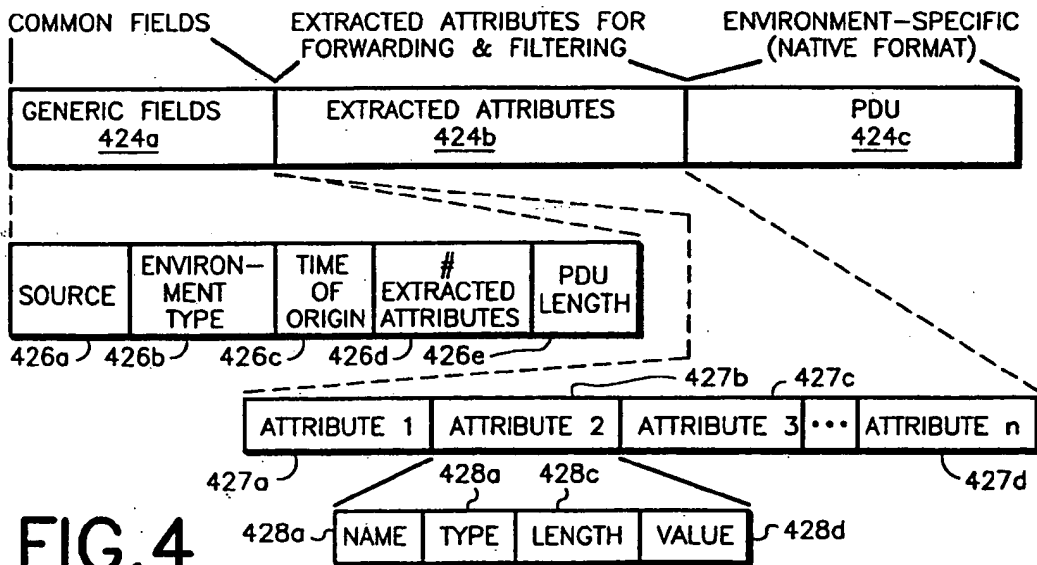 COMMON FIELDS
EXTRACTED ATTRIBUTES FOR
FORWARDING & FILTERING
ENVIRONMENT-SPECIFIC
(NATIVE FORMAT)
GENERIC FIELDS
424a
EXTRACTED ATTRIBUTES
424b
PDU
424c
SOURCE
ENVIRON-
MENT
TYPE
TIME
OF
ORIGIN
#
EXTRACTED
ATTRIBUTES
PDU
LENGTH
426a
426b
426c
426d
426e
427b
427c
ATTRIBUTE 1
ATTRIBUTE 2
ATTRIBUTE 3
•••
ATTRIBUTE n
427a
428a
428c
427d
428a
NAME
TYPE
LENGTH
VALUE
428d
FIG.4